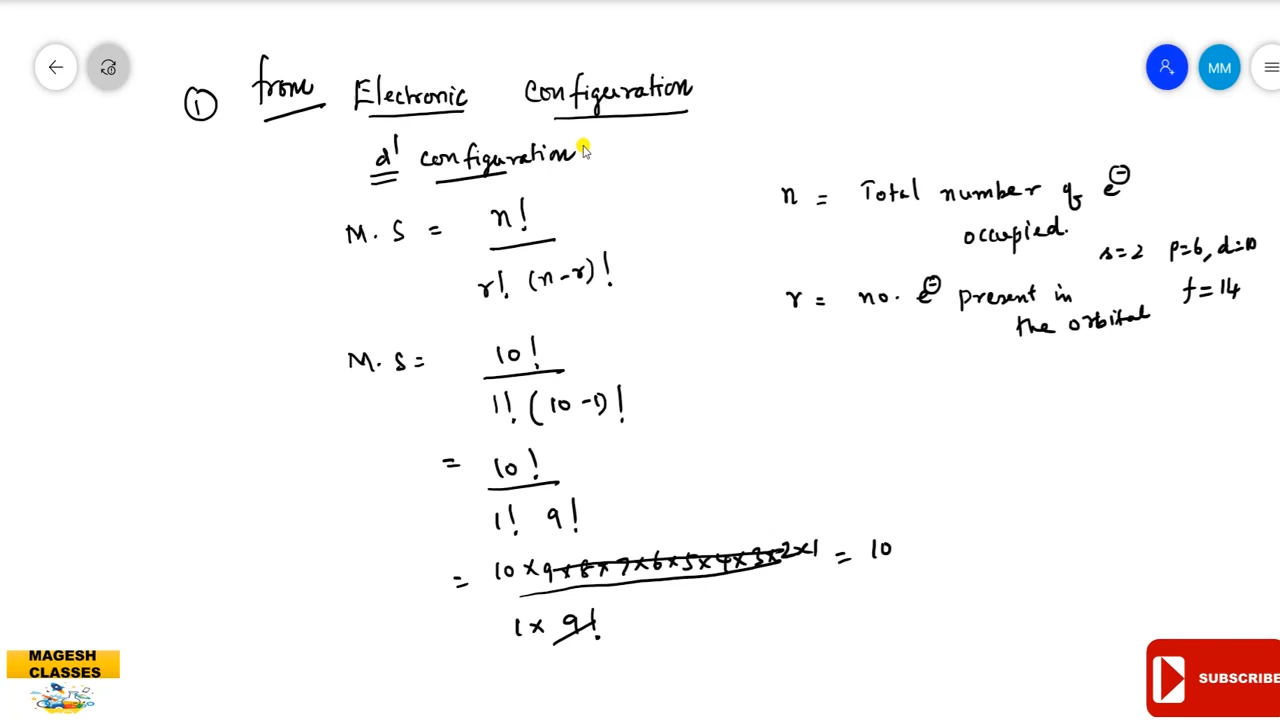 ① from Electronic Configuration
d¹ configuration
M.S = n! / r! (n-r)!
n = Total number of e⊖
occupied.
s=2 p=6, d=10
f=14
r = no. e⊖ present in
the orbital
M.S = 10! / 1! (10-1)!
= 10! / 1! 9!
= 10×9×8×7×6×5×4×3×2×1 / 1×9! = 10
MM
MAGESH
CLASSES
SUBSCRIBE